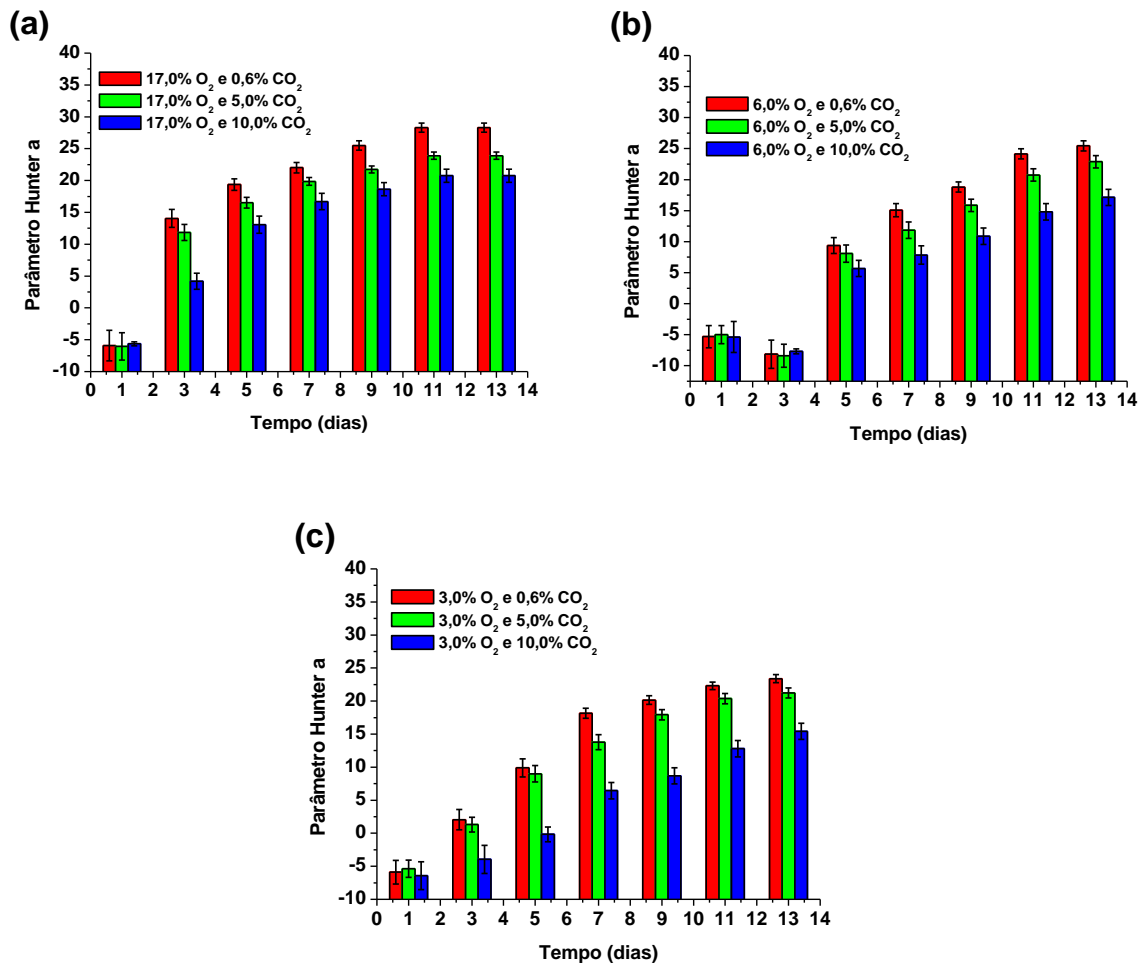 (a)
40
35
30
25
20
15
10
5
0
-5
-10
Parâmetro Hunter a
17,0% O₂ e 0,6% CO₂
17,0% O₂ e 5,0% CO₂
17,0% O₂ e 10,0% CO₂
0 1 2 3 4 5 6 7 8 9 10 11 12 13 14
Tempo (dias)
(b)
40
35
30
25
20
15
10
5
0
-5
-10
Parâmetro Hunter a
6,0% O₂ e 0,6% CO₂
6,0% O₂ e 5,0% CO₂
6,0% O₂ e 10,0% CO₂
0 1 2 3 4 5 6 7 8 9 10 11 12 13 14
Tempo (dias)
(c)
40
35
30
25
20
15
10
5
0
-5
-10
Parâmetro Hunter a
3,0% O₂ e 0,6% CO₂
3,0% O₂ e 5,0% CO₂
3,0% O₂ e 10,0% CO₂
0 1 2 3 4 5 6 7 8 9 10 11 12 13 14
Tempo (dias)